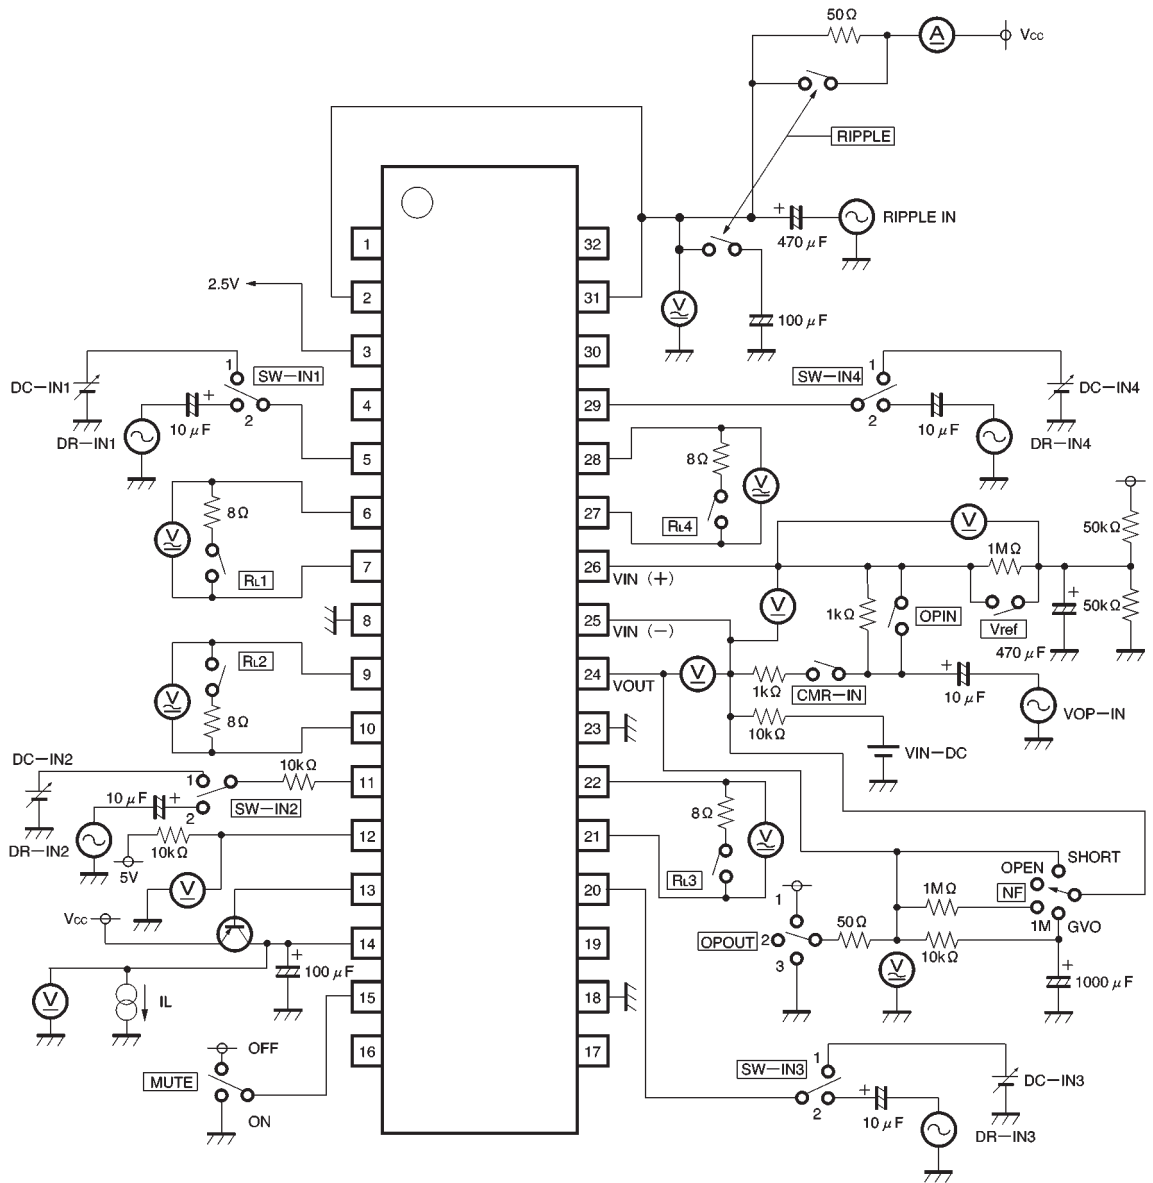 50Ω
A
Vcc
RIPPLE
+
RIPPLE IN
470μF
1
32
2.5V
2
31
V
100μF
3
30
1
SW−IN1
DC−IN1
+
2
10μF
DR−IN1
4
5
SW−IN4
1
DC−IN4
29
2
10μF
DR−IN4
28
8Ω
V
RL4
27
6
8Ω
V
RL1
7
V
50kΩ
1MΩ
26
VIN (+)
V
1kΩ
OPIN
Vref
+
470μF
50kΩ
8
25
VIN (−)
RL2
V
8Ω
9
24
VOUT
V
1kΩ
CMR−IN
+
10μF
VOP−IN
10
23
10kΩ
VIN−DC
DC−IN2
1
10kΩ
11
22
10μF
+
2
SW−IN2
DR−IN2
10kΩ
5V
12
V
8Ω
V
RL3
21
SHORT
OPEN
NF
1M
GVO
13
20
1
1MΩ
Vcc
OPOUT
2
50Ω
10kΩ
3
V
14
19
+
100μF
+
1000μF
V
IL
15
18
16
17
OFF
MUTE
ON
SW−IN3
1
DC−IN3
+
2
10μF
DR−IN3